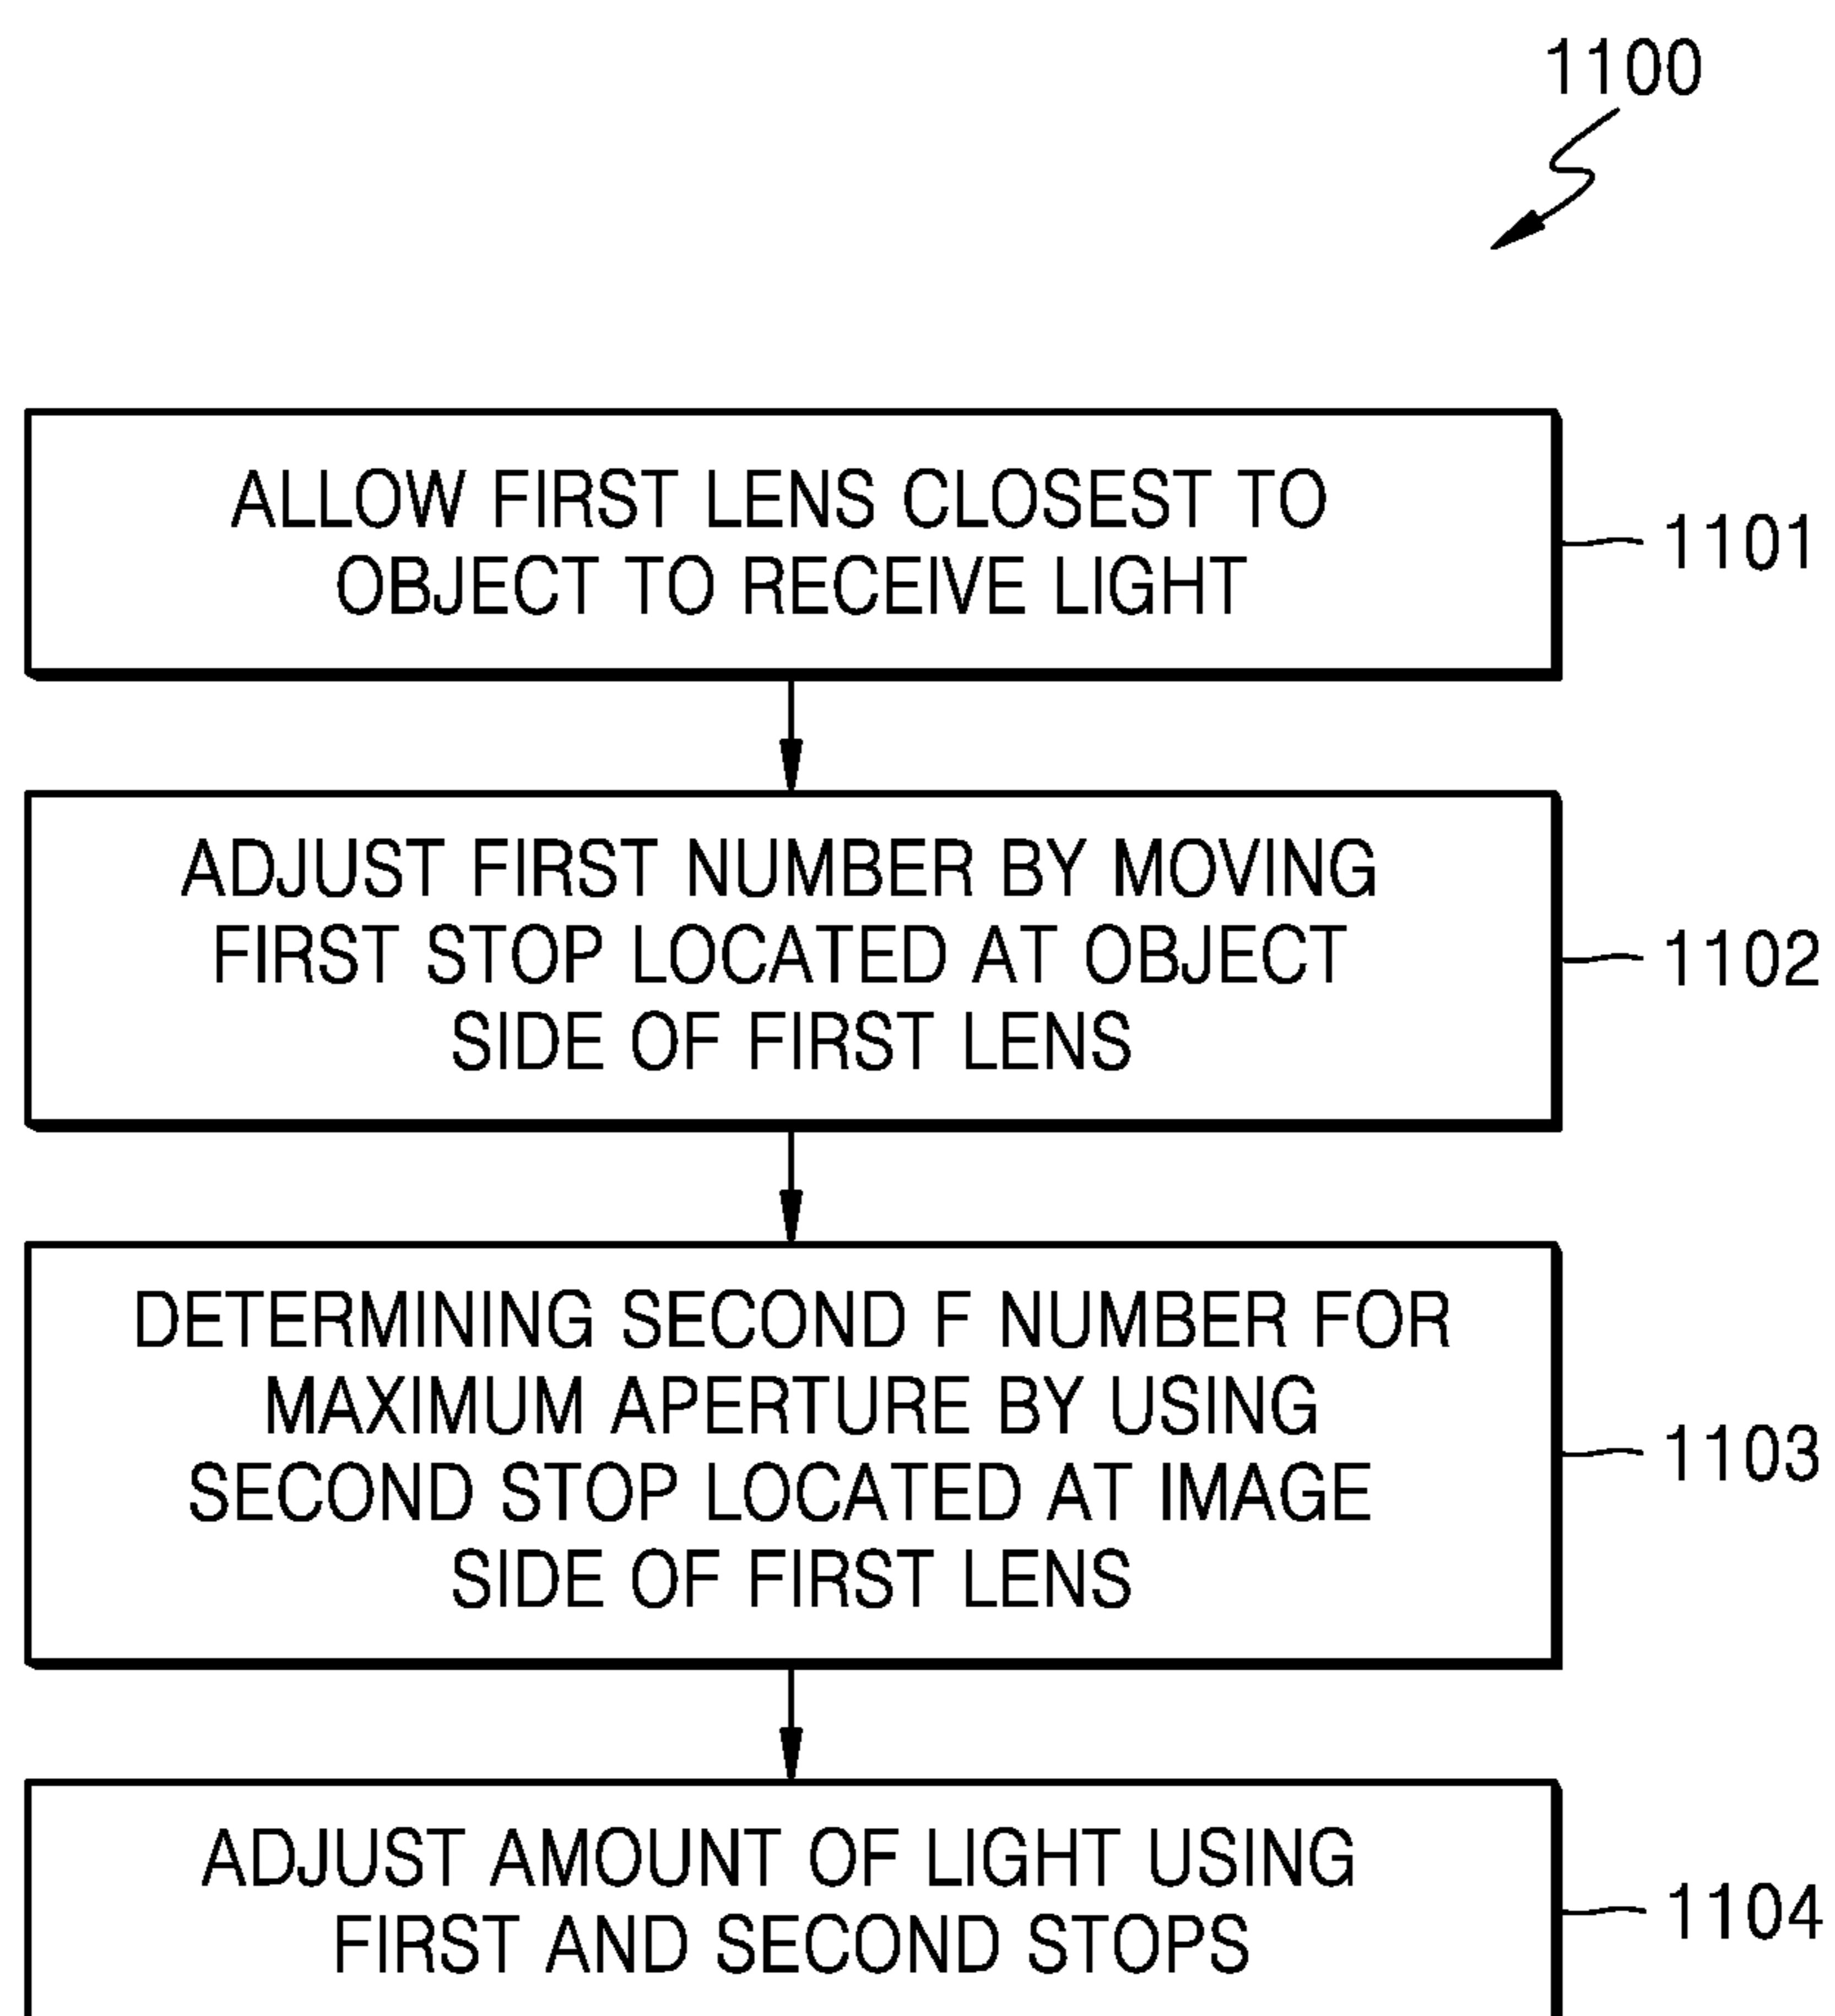 1100
ALLOW FIRST LENS CLOSEST TO
OBJECT TO RECEIVE LIGHT
1101
ADJUST FIRST NUMBER BY MOVING
FIRST STOP LOCATED AT OBJECT
SIDE OF FIRST LENS
1102
DETERMINING SECOND F NUMBER FOR
MAXIMUM APERTURE BY USING
SECOND STOP LOCATED AT IMAGE
SIDE OF FIRST LENS
1103
ADJUST AMOUNT OF LIGHT USING
FIRST AND SECOND STOPS
1104